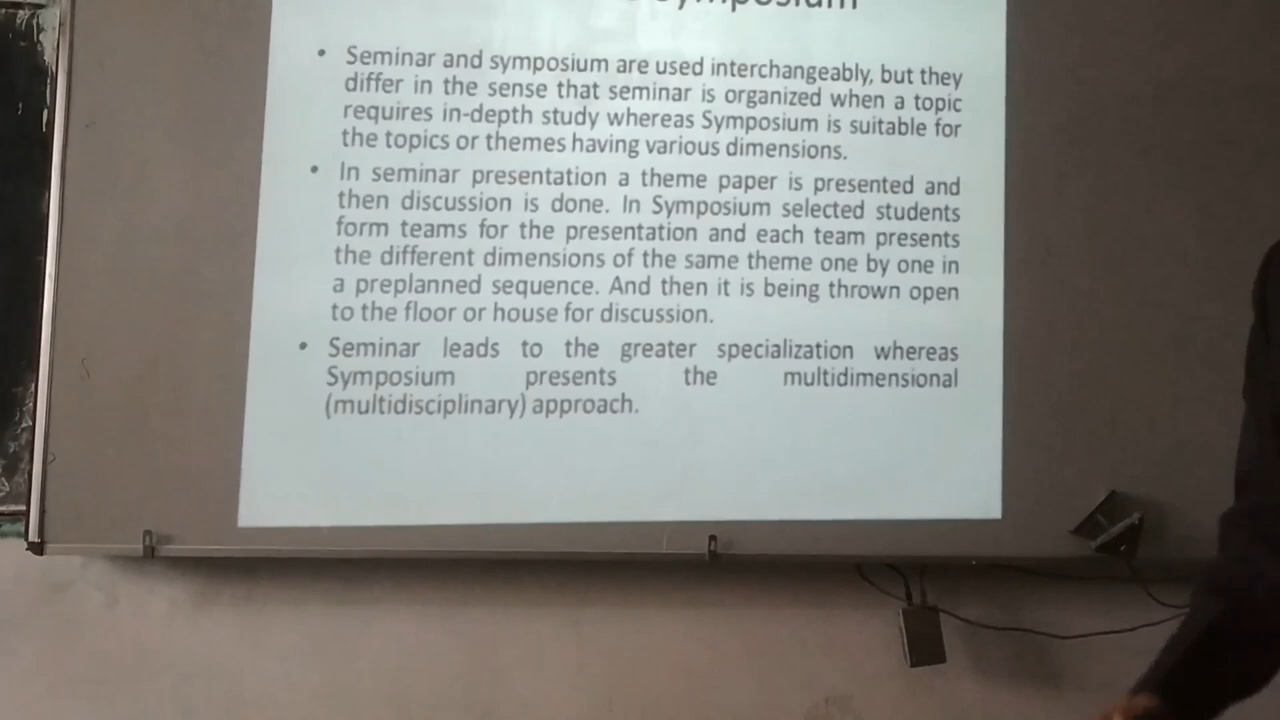 Symposium
• Seminar and symposium are used interchangeably, but they
differ in the sense that seminar is organized when a topic
requires in-depth study whereas Symposium is suitable for
the topics or themes having various dimensions.
• In seminar presentation a theme paper is presented and
then discussion is done. In Symposium selected students
form teams for the presentation and each team presents
the different dimensions of the same theme one by one in
a preplanned sequence. And then it is being thrown open
to the floor or house for discussion.
• Seminar leads to the greater specialization whereas
Symposium presents the multidimensional
(multidisciplinary) approach.